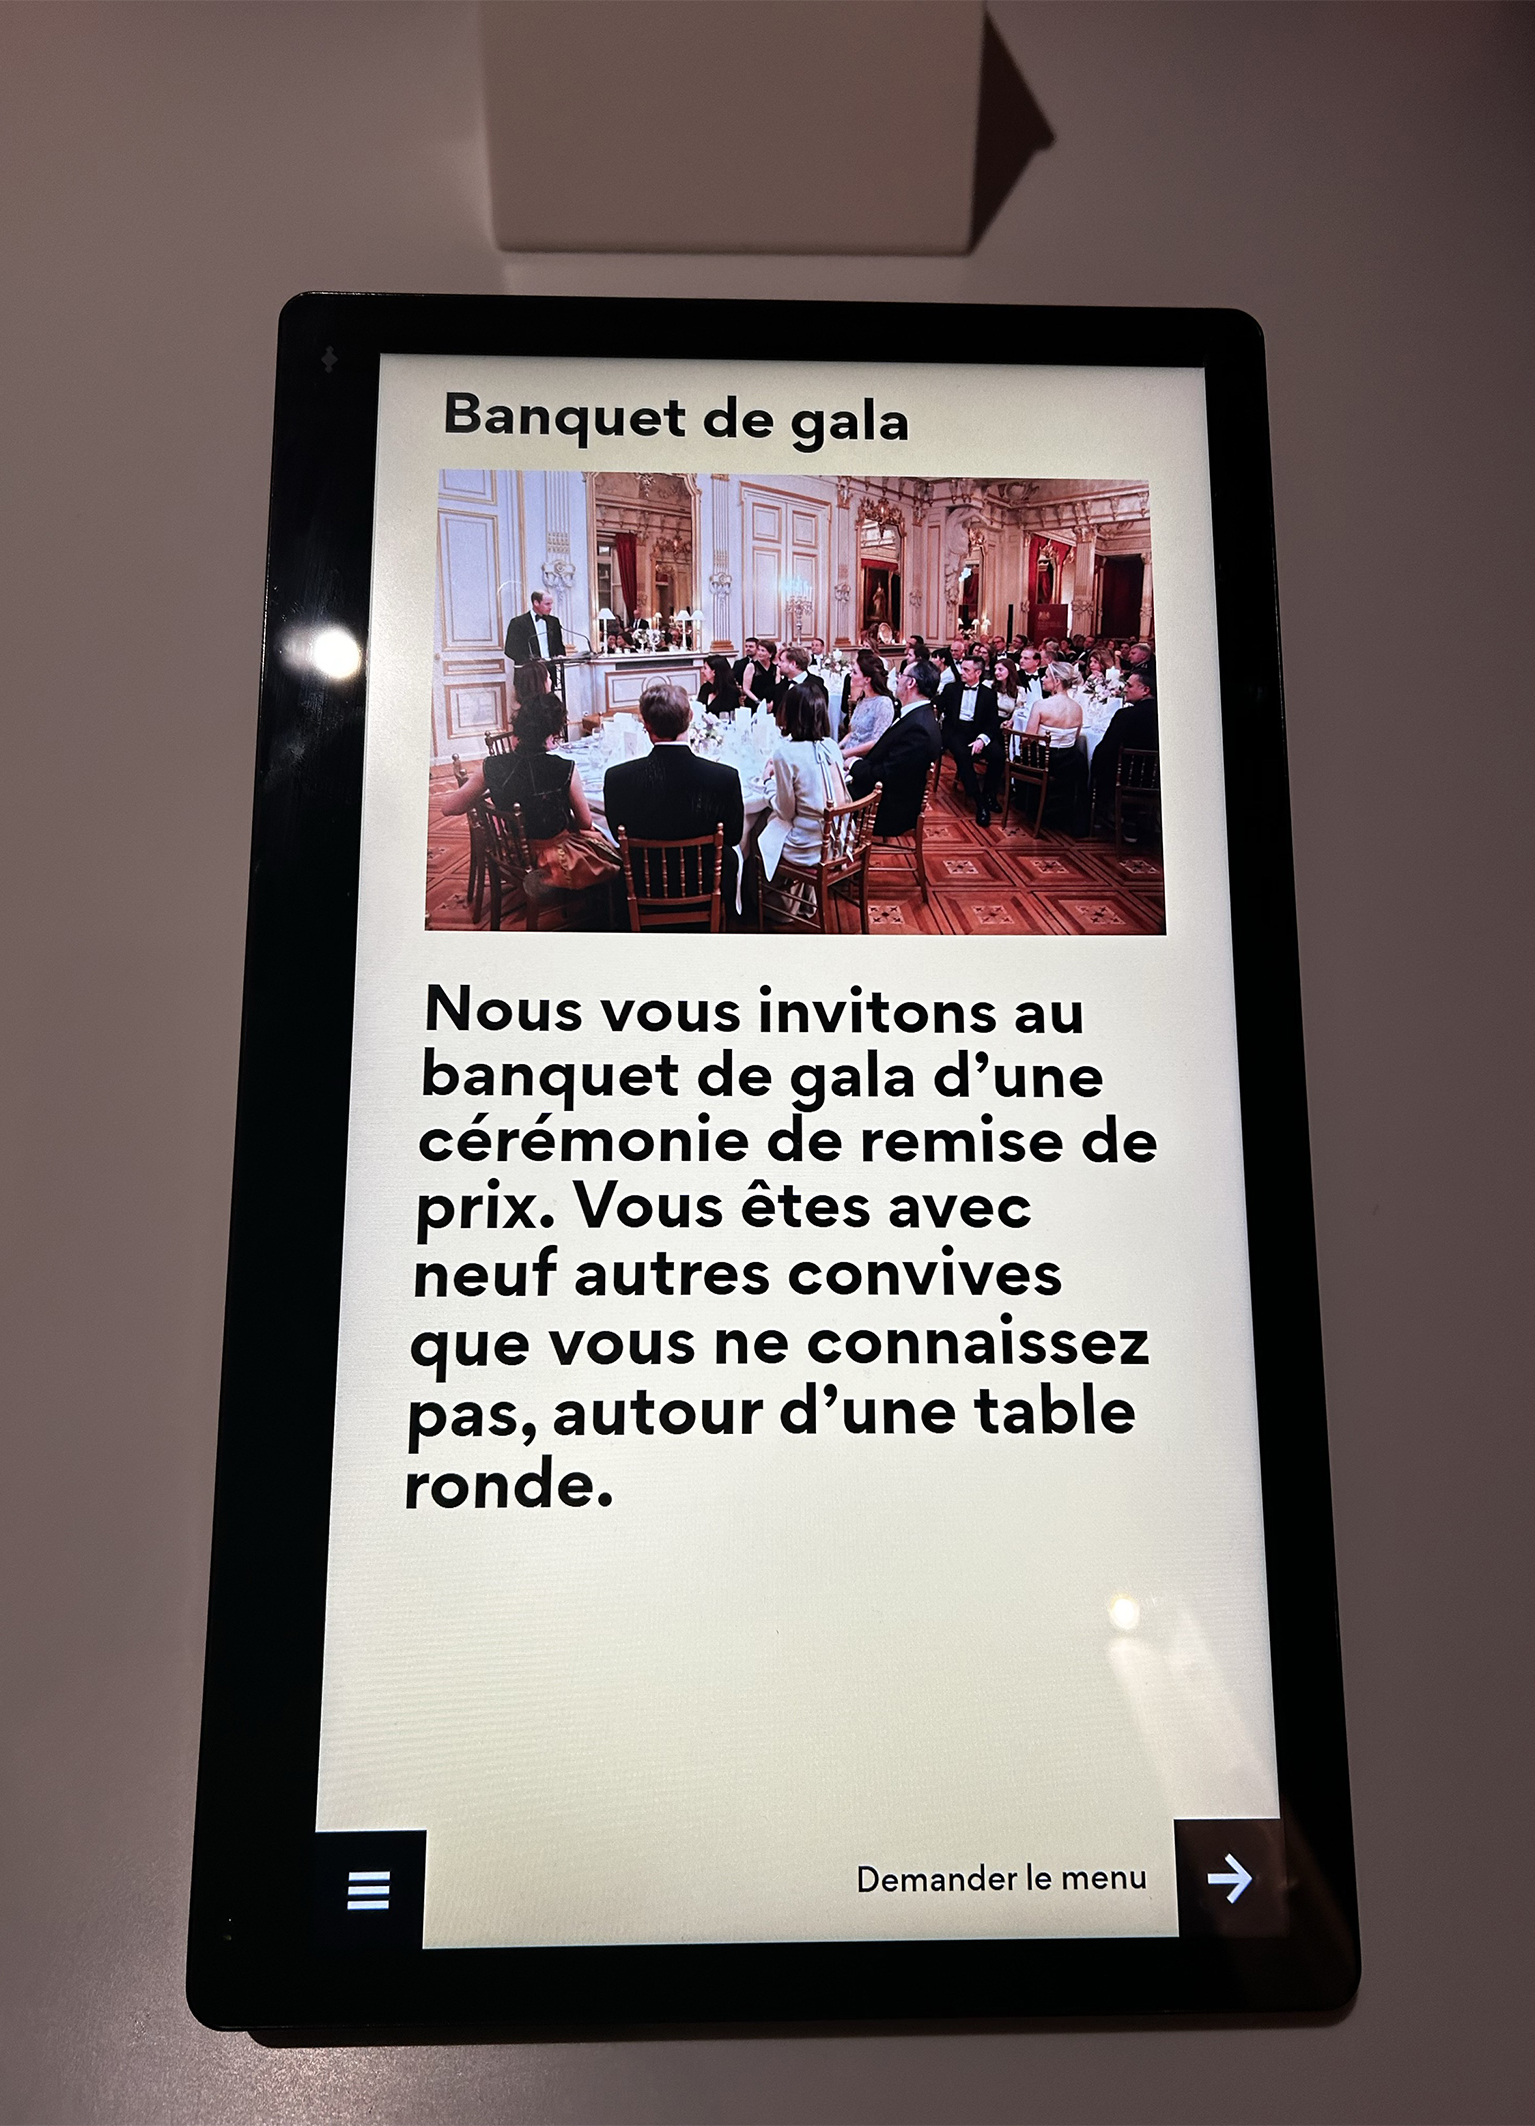 Banquet de gala
Nous vous invitons au
banquet de gala d’une
cérémonie de remise de
prix. Vous êtes avec
neuf autres convives
que vous ne connaissez
pas, autour d’une table
ronde.
Demander le menu